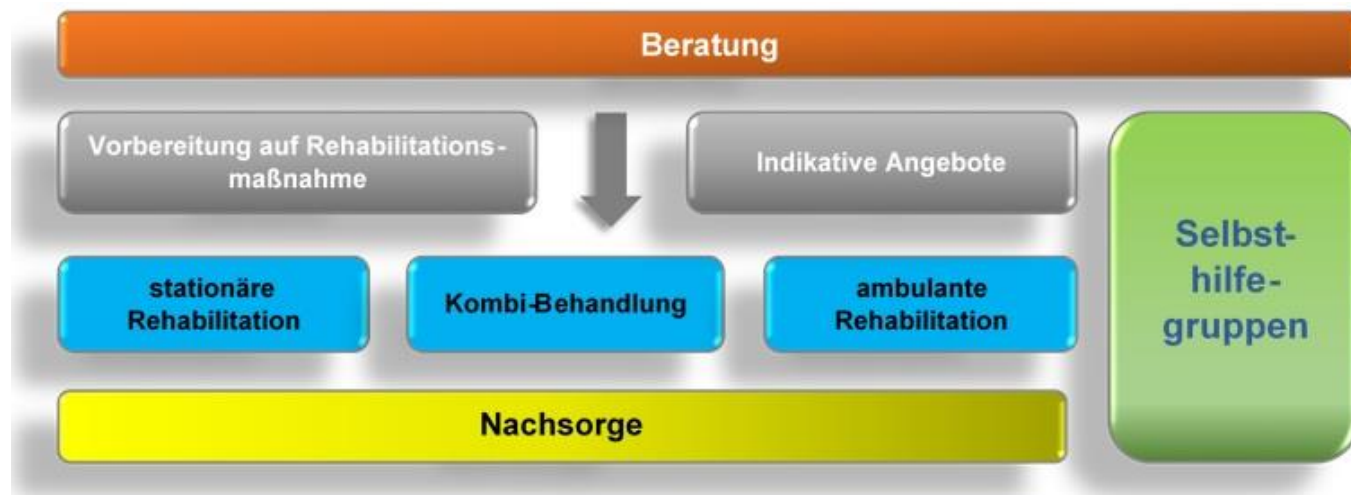 Beratung
Vorbereitung auf Rehabilitations-
maßnahme
Indikative Angebote
stationäre
Rehabilitation
Kombi-Behandlung
ambulante
Rehabilitation
Selbst-
hilfe-
gruppen
Nachsorge